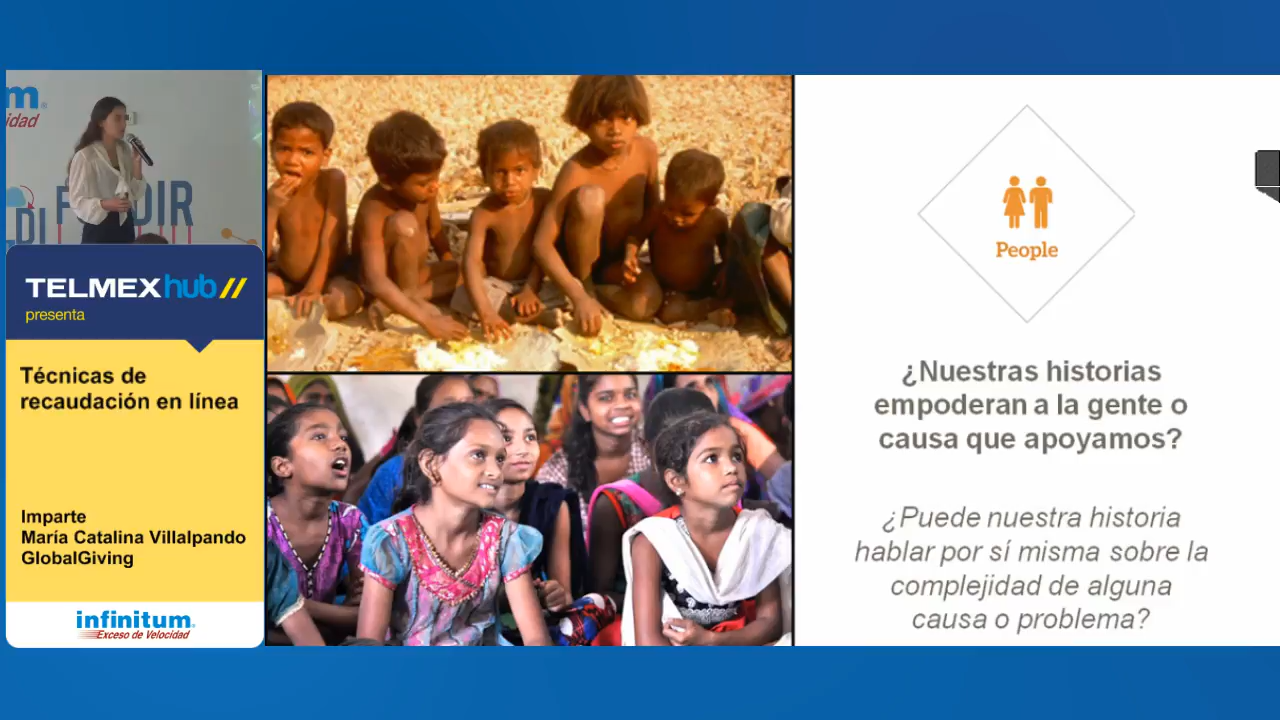 m
idad
F
DIR
TELMEXhub//
presenta
Técnicas de
recaudación en línea
Imparte
María Catalina Villalpando
GlobalGiving
infinitum
Exceso de Velocidad
People
¿Nuestras historias
empoderan a la gente o
causa que apoyamos?
¿Puede nuestra historia
hablar por sí misma sobre la
complejidad de alguna
causa o problema?